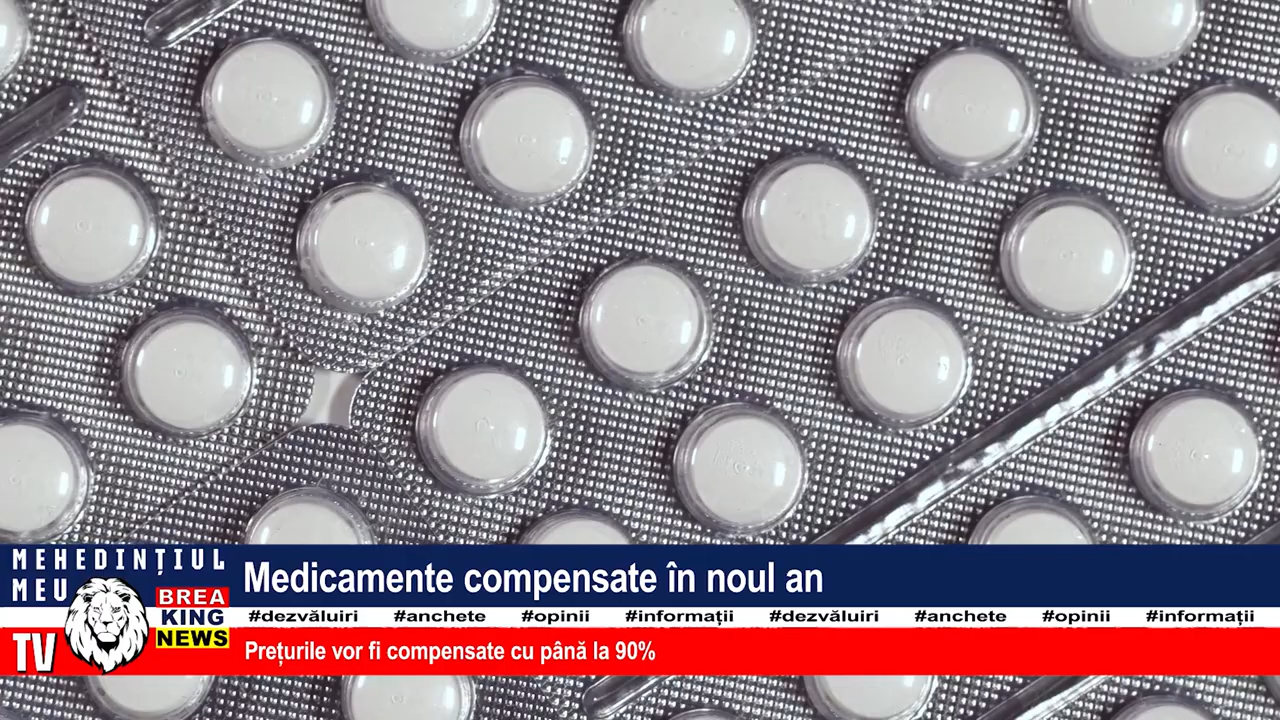 MEHEDINȚIUL
MEU
BREA
KING
NEWS
TV
Medicamente compensate în noul an
#dezvăluiri #anchete #opinii #informații #dezvăluiri #anchete #opinii #informații
Prețurile vor fi compensate cu până la 90%